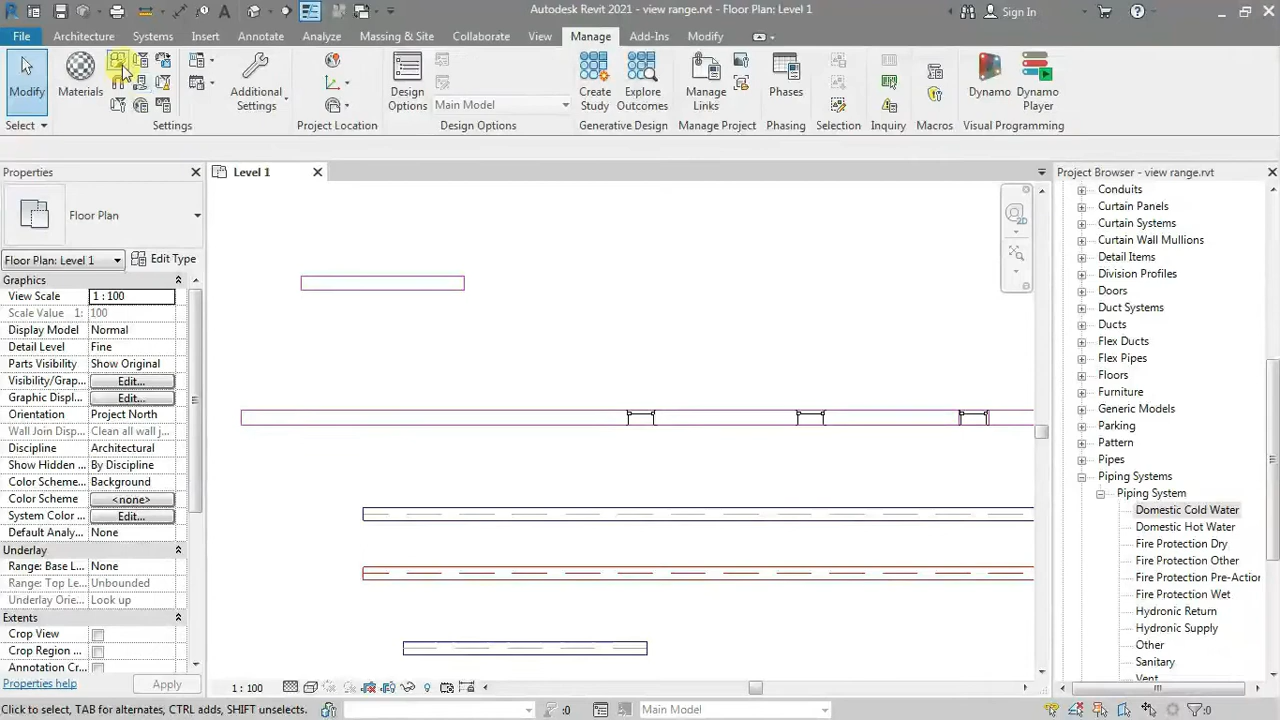 Autodesk Revit 2021 - view range.rvt - Floor Plan: Level 1
Sign In
File Architecture Systems Insert Annotate Analyze Massing & Site Collaborate View Manage Add-Ins Modify
Modify
Materials
Additional
Settings
Design
Options
Main Model
Create
Study
Explore
Outcomes
Manage
Links
Phases
Dynamo
Dynamo
Player
Select Settings Project Location Design Options Generative Design Manage Project Phasing Selection Inquiry Macros Visual Programming
Properties
Floor Plan
Floor Plan: Level 1
Edit Type
Graphics
View Scale 1 : 100
Scale Value 1: 100
Display Model Normal
Detail Level Fine
Parts Visibility Show Original
Visibility/Grap... Edit...
Graphic Displ... Edit...
Orientation Project North
Wall Join Disp... Clean all wall j...
Discipline Architectural
Show Hidden ... By Discipline
Color Scheme... Background
Color Scheme <none>
System Color ... Edit...
Default Analy... None
Underlay
Range: Base L... None
Range: Top Le... Unbounded
Underlay Orie... Look up
Extents
Crop View
Crop Region ...
Annotation Cr...
Properties help
Apply
Level 1
2D
1 : 100
Project Browser - view range.rvt
Conduits
Curtain Panels
Curtain Systems
Curtain Wall Mullions
Detail Items
Division Profiles
Doors
Duct Systems
Ducts
Flex Ducts
Flex Pipes
Floors
Furniture
Generic Models
Parking
Pattern
Pipes
Piping Systems
Piping System
Domestic Cold Water
Domestic Hot Water
Fire Protection Dry
Fire Protection Other
Fire Protection Pre-Actio
Fire Protection Wet
Hydronic Return
Hydronic Supply
Other
Sanitary
Vent
Click to select, TAB for alternates, CTRL adds, SHIFT unselects.
:0
Main Model
:0